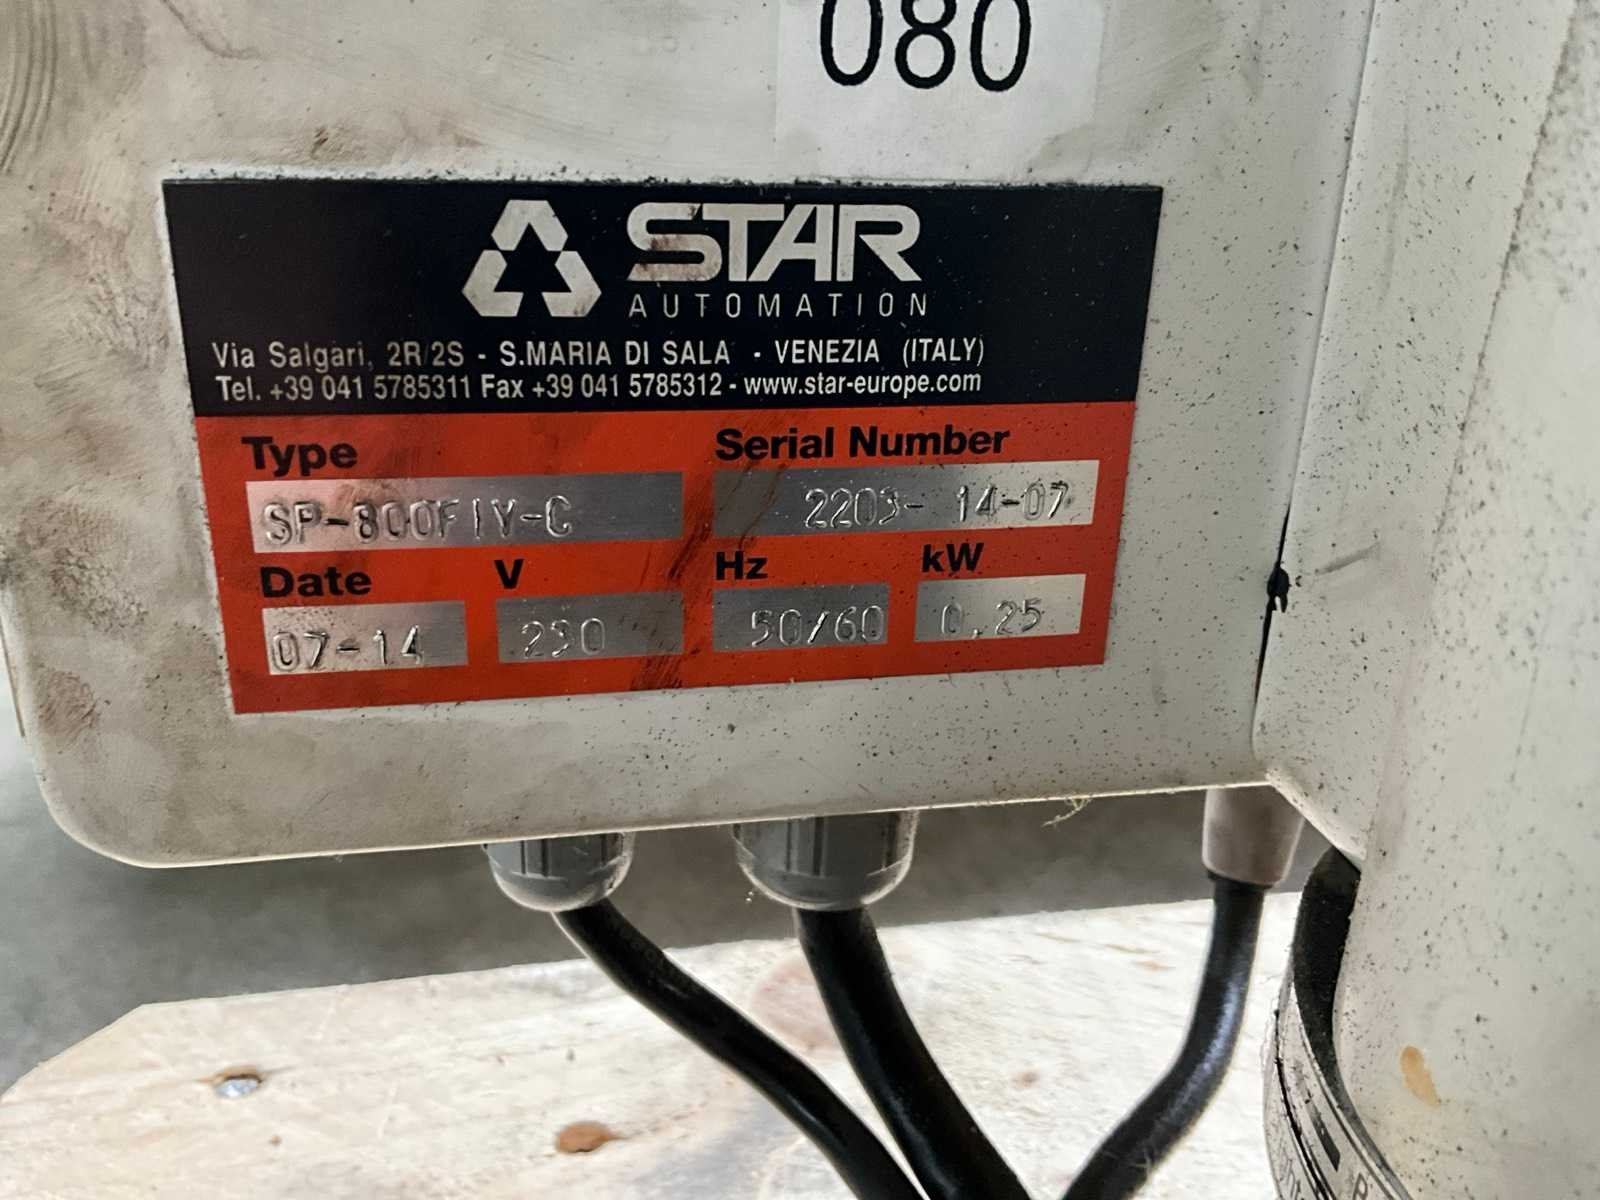 080
STAR
AUTOMATION
Via Salgari, 2R/2S - S.MARIA DI SALA - VENEZIA (ITALY)
Tel. +39 041 5785311 Fax +39 041 5785312 - www.star-europe.com
Type Serial Number
SP-800FIV-C 2203- 14-07
Date V Hz kW
07-14 230 50/60 0,25